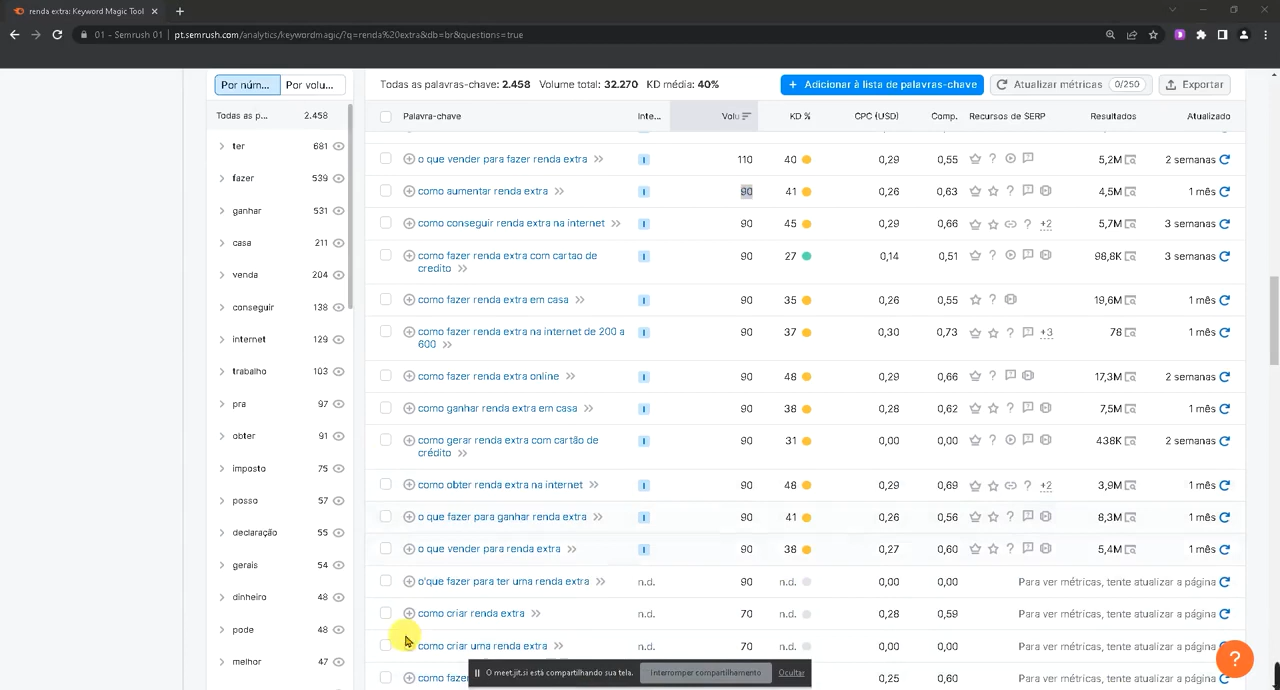 renda extra: Keyword Magic Tool
01 - Semrush 01 | pt.semrush.com/analytics/keywordmagic/?q=renda%20extra&db=br&questions=true
Por núm... Por volu...
Todas as palavras-chave: 2.458 Volume total: 32.270 KD média: 40%
+ Adicionar à lista de palavras-chave
Atualizar métricas 0/250
Exportar
Todas as p... 2.458
ter 681
fazer 539
ganhar 531
casa 211
venda 204
conseguir 138
internet 129
trabalho 103
pra 97
obter 91
imposto 75
posso 57
declaração 55
gerais 54
dinheiro 48
pode 48
melhor 47
Palavra-chave Inte... Volu KD % CPC (USD) Comp. Recursos de SERP Resultados Atualizado
o que vender para fazer renda extra I 110 40 0,29 0,55 5,2M 2 semanas
como aumentar renda extra I 90 41 0,26 0,63 4,5M 1 mês
como conseguir renda extra na internet I 90 45 0,29 0,66 +2 5,7M 3 semanas
como fazer renda extra com cartao de
credito I 90 27 0,14 0,51 98,8K 3 semanas
como fazer renda extra em casa I 90 35 0,26 0,55 19,6M 1 mês
como fazer renda extra na internet de 200 a
600 I 90 37 0,30 0,73 +3 78 1 mês
como fazer renda extra online I 90 48 0,29 0,66 17,3M 2 semanas
como ganhar renda extra em casa I 90 38 0,28 0,62 7,5M 1 mês
como gerar renda extra com cartão de
crédito I 90 31 0,00 0,00 438K 2 semanas
como obter renda extra na internet I 90 48 0,29 0,69 +2 3,9M 1 mês
o que fazer para ganhar renda extra I 90 41 0,26 0,56 8,3M 1 mês
o que vender para renda extra I 90 38 0,27 0,60 5,4M 1 mês
o'que fazer para ter uma renda extra n.d. 90 n.d. 0,00 0,00 Para ver métricas, tente atualizar a página
como criar renda extra n.d. 70 n.d. 0,28 0,59 Para ver métricas, tente atualizar a página
como criar uma renda extra n.d. 70 n.d. 0,00 0,00 Para ver métricas, tente atualizar a página
como fazer 0,25 0,60 Para ver métricas, tente atualizar a página
O meet.jit.si está compartilhando sua tela. Interromper compartilhamento Ocultar
?